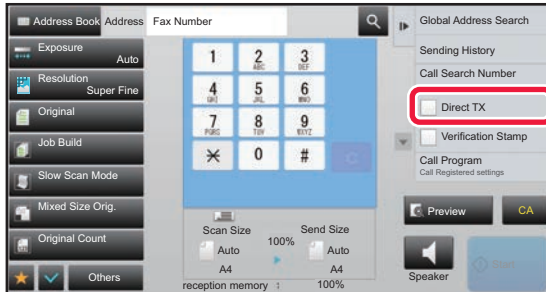 Address Book
Address
Fax Number
Exposure
Auto
Resolution
Super Fine
Original
Job Build
Slow Scan Mode
Mixed Size Orig.
Original Count
Others
1
2 ABC
3 DEF
4 GHI
5 JKL
6 MNO
7 PQRS
8 TUV
9 WXYZ
0
#
C
Scan Size
Send Size
100%
Auto
Auto
A4
A4
reception memory : 100%
Global Address Search
Sending History
Call Search Number
Direct TX
Verification Stamp
Call Program
Call Registered settings
Preview
CA
Speaker
Start